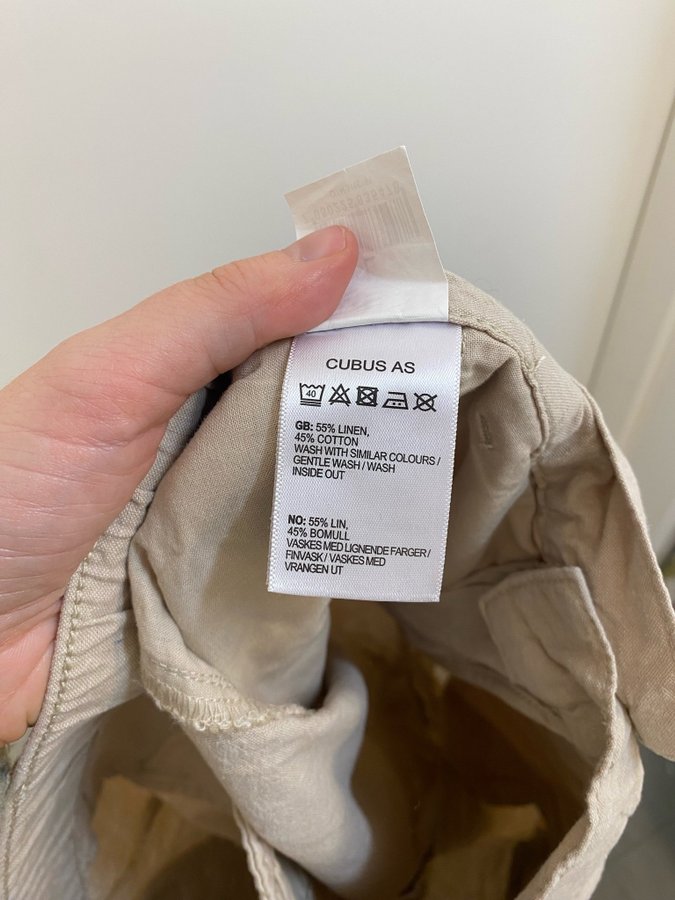 CUBUS AS
40
GB: 55% LINEN,
45% COTTON
WASH WITH SIMILAR COLOURS /
GENTLE WASH / WASH
INSIDE OUT
NO: 55% LIN,
45% BOMULL
VASKES MED LIGNENDE FARGER /
FINVASK / VASKES MED
VRANGEN UT